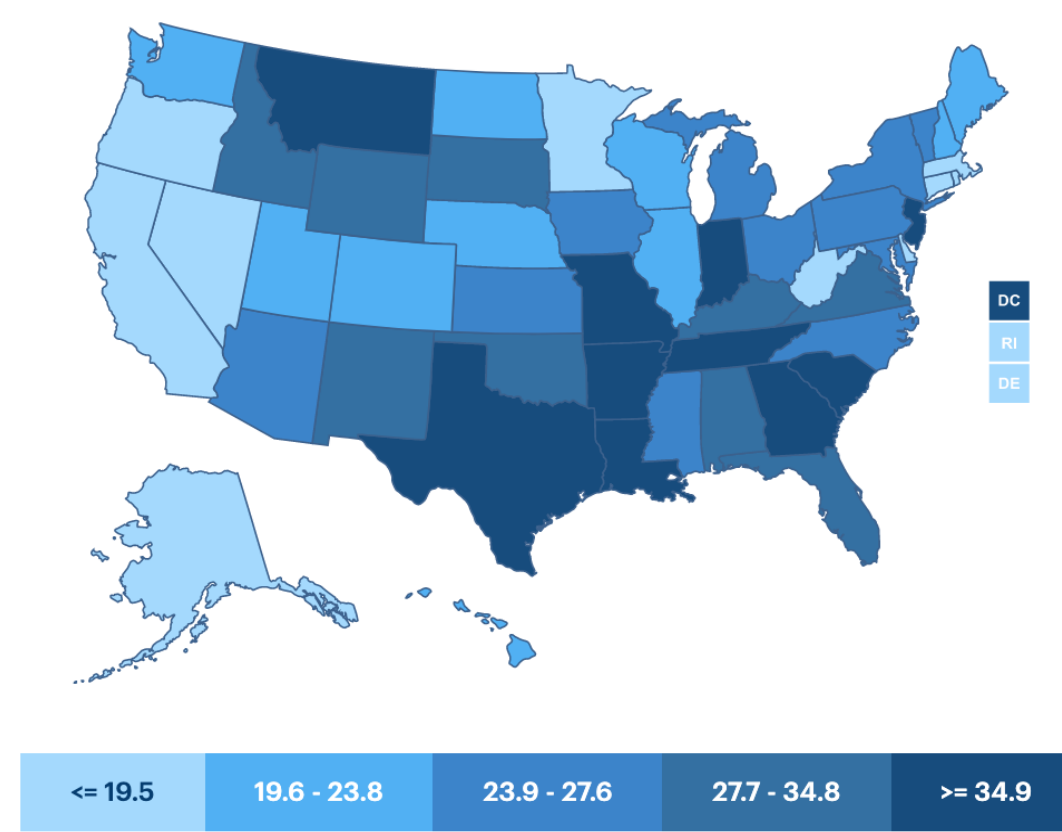 DC
RI
DE
<= 19.5
19.6 - 23.8
23.9 - 27.6
27.7 - 34.8
>= 34.9